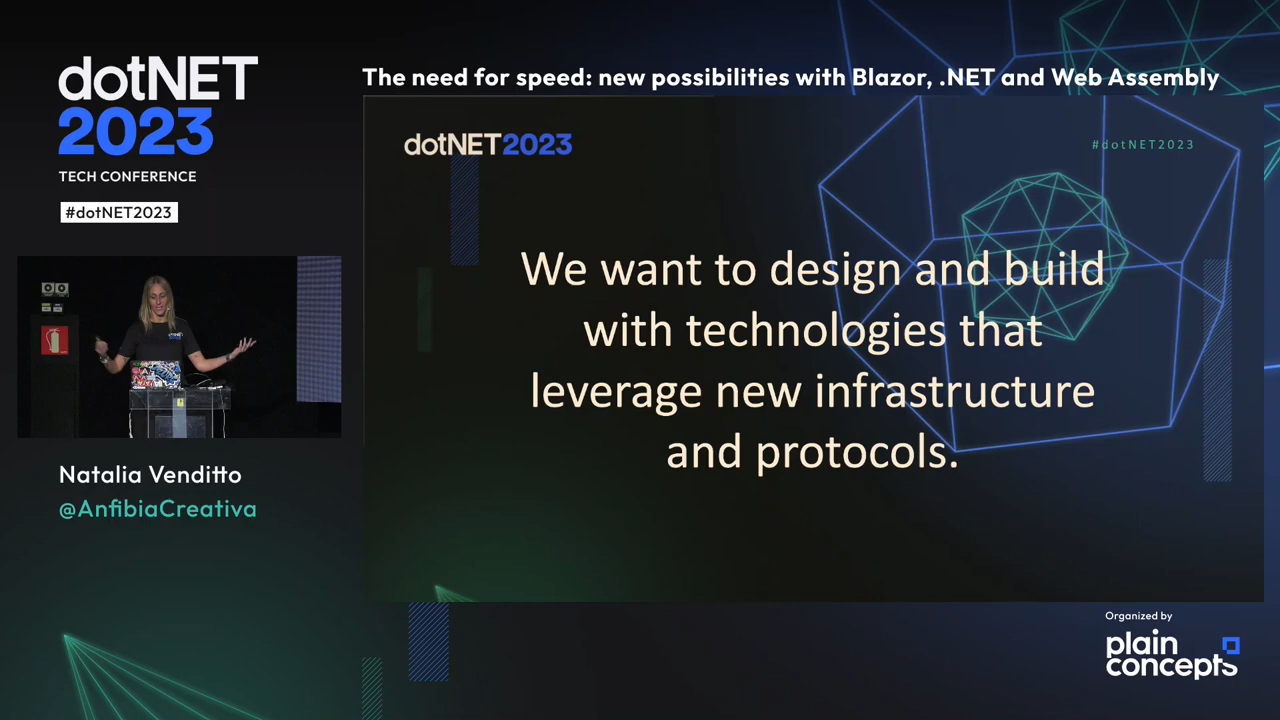 dotNET
2023
TECH CONFERENCE
#dotNET2023
Natalia Venditto
@AnfibiaCreativa
The need for speed: new possibilities with Blazor, .NET and Web Assembly
dotNET2023
#dotNET2023
We want to design and build
with technologies that
leverage new infrastructure
and protocols.
Organized by
plain
concepts